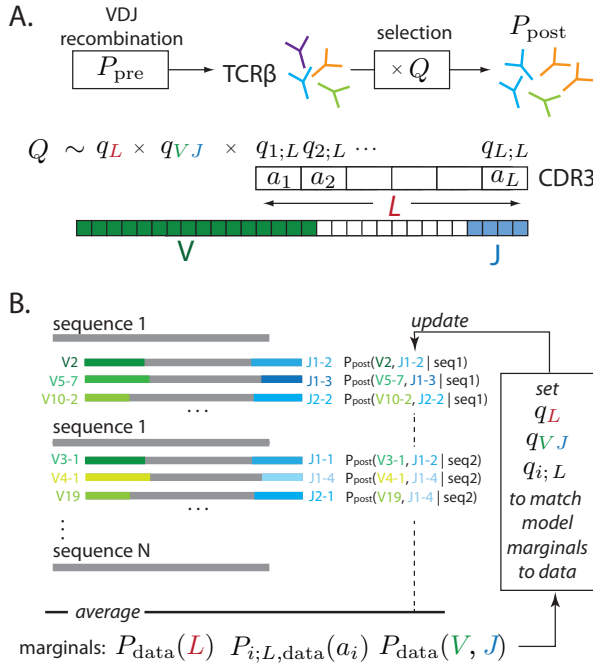 A.
VDJ recombination
P_pre
TCRβ
selection
× Q
P_post
Q ~ q_L × q_VJ × q_1;L q_2;L ... q_L;L
a_1 a_2 a_L CDR3
L
V J
B.
sequence 1 update
V2 J1-2 P_post(V2, J1-2 | seq1)
V5-7 J1-3 P_post(V5-7, J1-3 | seq1)
V10-2 J2-2 P_post(V10-2, J2-2 | seq1)
...
sequence 1
V3-1 J1-1 P_post(V3-1, J1-2 | seq2)
V4-1 J1-4 P_post(V4-1, J1-4 | seq2)
V19 J2-1 P_post(V19, J1-4 | seq2)
...
sequence N
set
q_L
q_VJ
q_i;L
to match
model
marginals
to data
average
marginals: P_data(L) P_i;L,data(a_i) P_data(V, J)